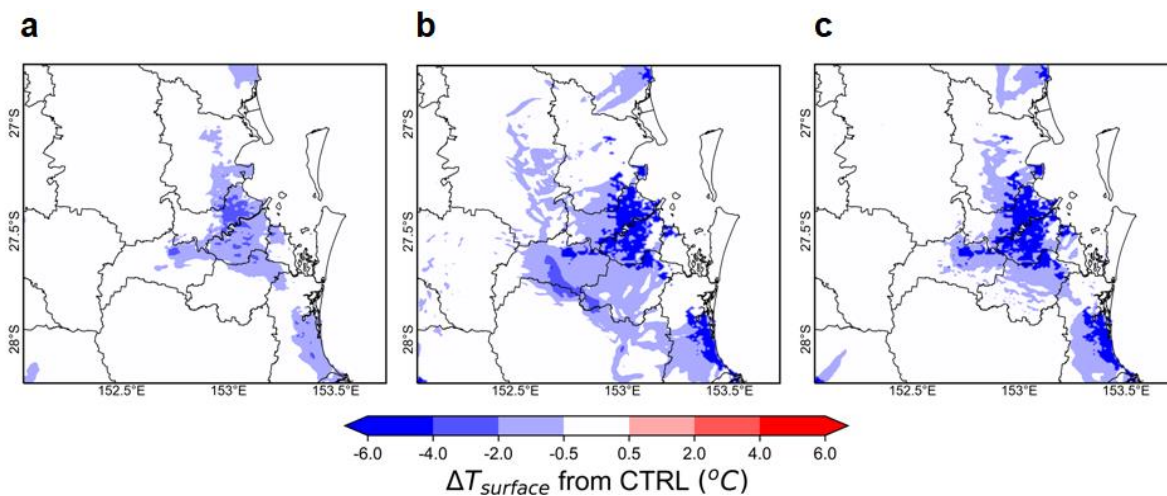 a b c
27°S 27°S 27°S
27.5°S 27.5°S 27.5°S
28°S 28°S 28°S
152.5°E 153°E 153.5°E 152.5°E 153°E 153.5°E 152.5°E 153°E 153.5°E
-6.0 -4.0 -2.0 -0.5 0.5 2.0 4.0 6.0
ΔTsurface from CTRL (°C)